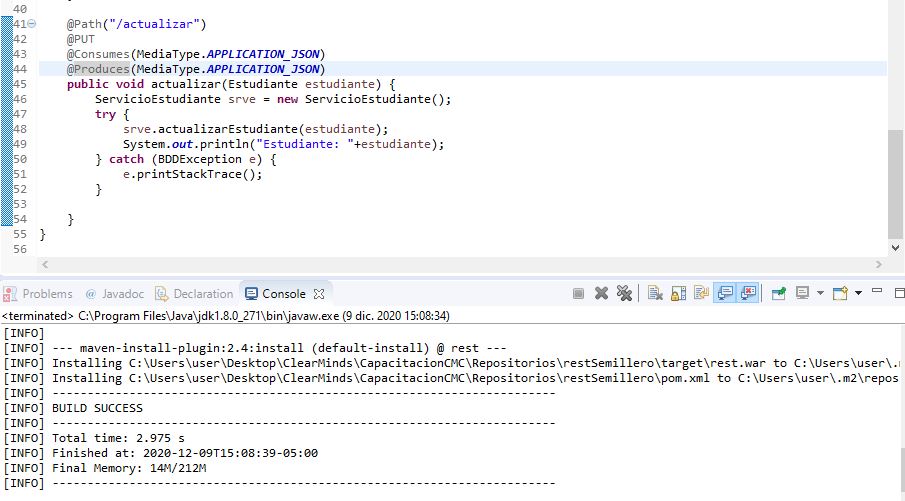 40
41 @Path("/actualizar")
42 @PUT
43 @Consumes(MediaType.APPLICATION_JSON)
44 @Produces(MediaType.APPLICATION_JSON)
45 public void actualizar(Estudiante estudiante) {
46 ServicioEstudiante srve = new ServicioEstudiante();
47 try {
48 srve.actualizarEstudiante(estudiante);
49 System.out.println("Estudiante: "+estudiante);
50 } catch (BDDException e) {
51 e.printStackTrace();
52 }
53
54 }
55 }
56
Problems @ Javadoc Declaration Console
<terminated> C:\Program Files\Java\jdk1.8.0_271\bin\javaw.exe (9 dic. 2020 15:08:34)
[INFO]
[INFO] --- maven-install-plugin:2.4:install (default-install) @ rest ---
[INFO] Installing C:\Users\user\Desktop\ClearMinds\CapacitacionCMC\Repositorios\restSemillero\target\rest.war to C:\Users\user\.
[INFO] Installing C:\Users\user\Desktop\ClearMinds\CapacitacionCMC\Repositorios\restSemillero\pom.xml to C:\Users\user\.m2\repos
[INFO] ------------------------------------------------------------------------
[INFO] BUILD SUCCESS
[INFO] ------------------------------------------------------------------------
[INFO] Total time: 2.975 s
[INFO] Finished at: 2020-12-09T15:08:39-05:00
[INFO] Final Memory: 14M/212M
[INFO] ------------------------------------------------------------------------